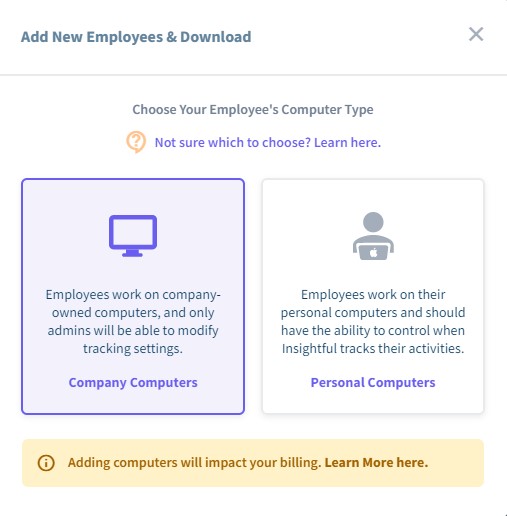 Add New Employees & Download
Choose Your Employee's Computer Type
Not sure which to choose? Learn here.
Employees work on company-
owned computers, and only
admins will be able to modify
tracking settings.
Company Computers
Employees work on their
personal computers and should
have the ability to control when
Insightful tracks their activities.
Personal Computers
Adding computers will impact your billing. Learn More here.